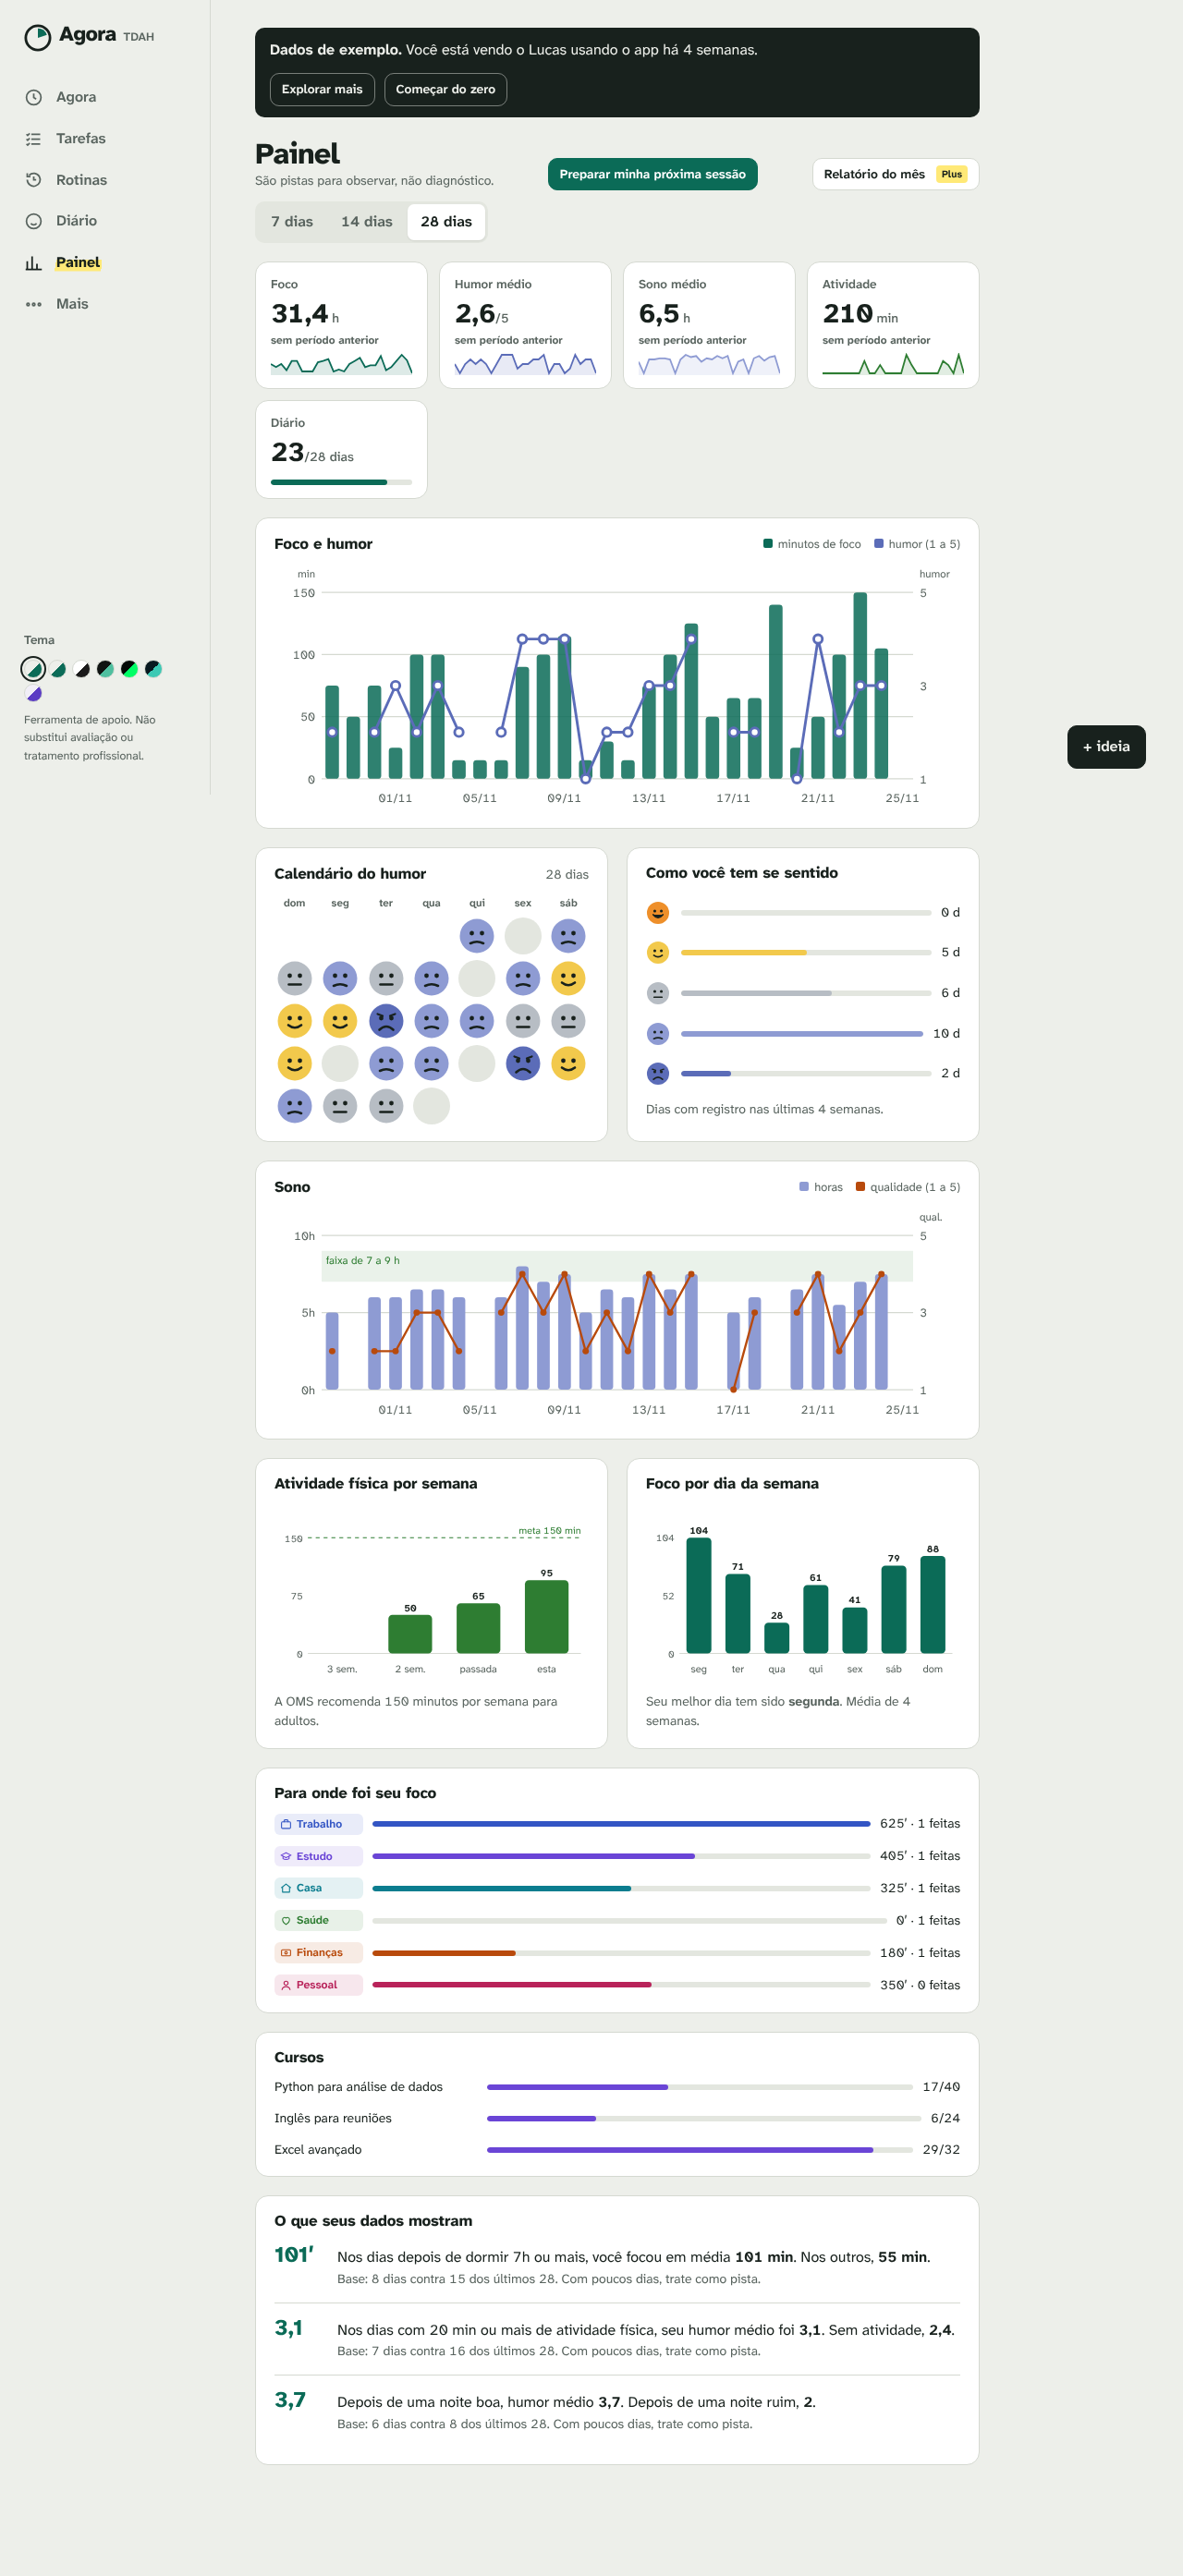 Agora TDAH
Agora
Tarefas
Rotinas
Diário
Painel
Mais
Tema
Ferramenta de apoio. Não
substitui avaliação ou
tratamento profissional.
Dados de exemplo. Você está vendo o Lucas usando o app há 4 semanas.
Explorar mais
Começar do zero
Painel
São pistas para observar, não diagnóstico.
Preparar minha próxima sessão
Relatório do mês Plus
7 dias 14 dias 28 dias
Foco
31,4 h
sem período anterior
Humor médio
2,6/5
sem período anterior
Sono médio
6,5 h
sem período anterior
Atividade
210 min
sem período anterior
Diário
23/28 dias
Foco e humor
minutos de foco humor (1 a 5)
min humor
150 5
100 3
50
0 1
01/11 05/11 09/11 13/11 17/11 21/11 25/11
+ ideia
Calendário do humor 28 dias
dom seg ter qua qui sex sáb
Como você tem se sentido
0 d
5 d
6 d
10 d
2 d
Dias com registro nas últimas 4 semanas.
Sono
horas qualidade (1 a 5)
qual.
10h 5
faixa de 7 a 9 h
5h 3
0h 1
01/11 05/11 09/11 13/11 17/11 21/11 25/11
Atividade física por semana
meta 150 min
150
95
75
65
50
0
3 sem. 2 sem. passada esta
A OMS recomenda 150 minutos por semana para
adultos.
Foco por dia da semana
104
52
0
104 71 28 61 41 79 88
seg ter qua qui sex sáb dom
Seu melhor dia tem sido segunda. Média de 4
semanas.
Para onde foi seu foco
Trabalho 625′ · 1 feitas
Estudo 405′ · 1 feitas
Casa 325′ · 1 feitas
Saúde 0′ · 1 feitas
Finanças 180′ · 1 feitas
Pessoal 350′ · 0 feitas
Cursos
Python para análise de dados 17/40
Inglês para reuniões 6/24
Excel avançado 29/32
O que seus dados mostram
101′ Nos dias depois de dormir 7h ou mais, você focou em média 101 min. Nos outros, 55 min.
Base: 8 dias contra 15 dos últimos 28. Com poucos dias, trate como pista.
3,1 Nos dias com 20 min ou mais de atividade física, seu humor médio foi 3,1. Sem atividade, 2,4.
Base: 7 dias contra 16 dos últimos 28. Com poucos dias, trate como pista.
3,7 Depois de uma noite boa, humor médio 3,7. Depois de uma noite ruim, 2.
Base: 6 dias contra 8 dos últimos 28. Com poucos dias, trate como pista.